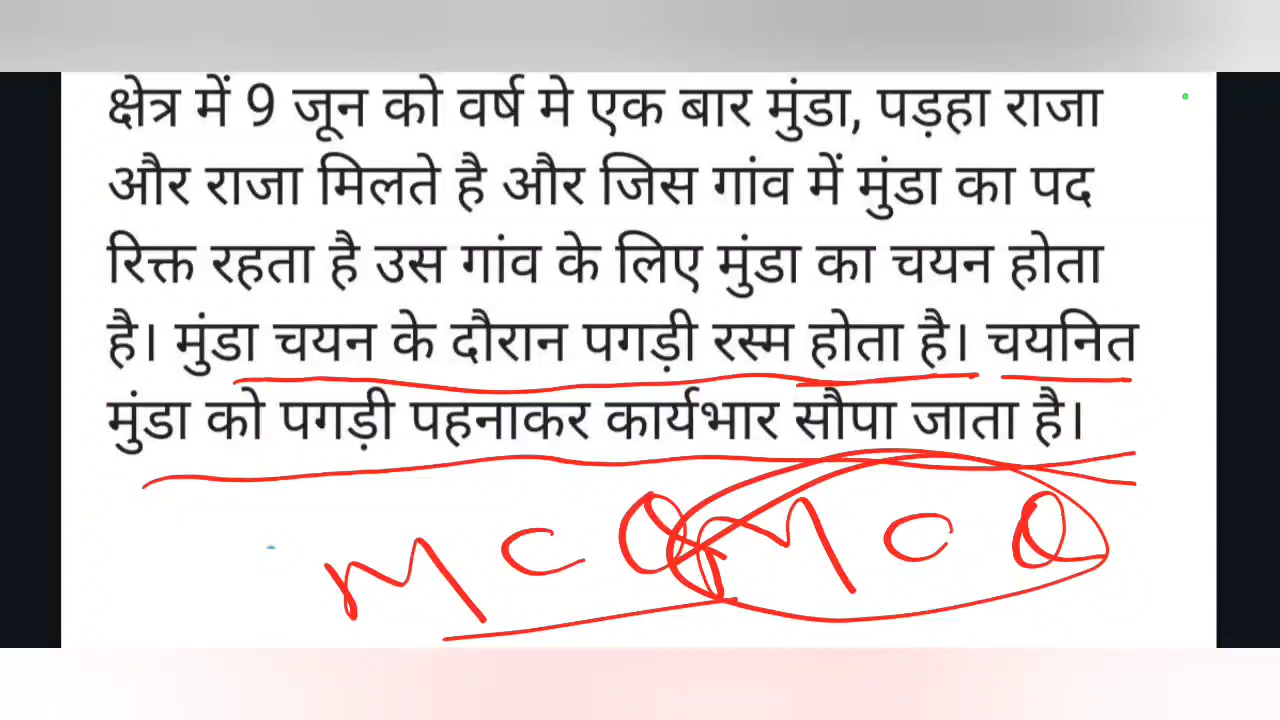 क्षेत्र में 9 जून को वर्ष मे एक बार मुंडा, पड़हा राजा
और राजा मिलते है और जिस गांव में मुंडा का पद
रिक्त रहता है उस गांव के लिए मुंडा का चयन होता
है। मुंडा चयन के दौरान पगड़ी रस्म होता है। चयनित
मुंडा को पगड़ी पहनाकर कार्यभार सौपा जाता है।
MCQ MCQ